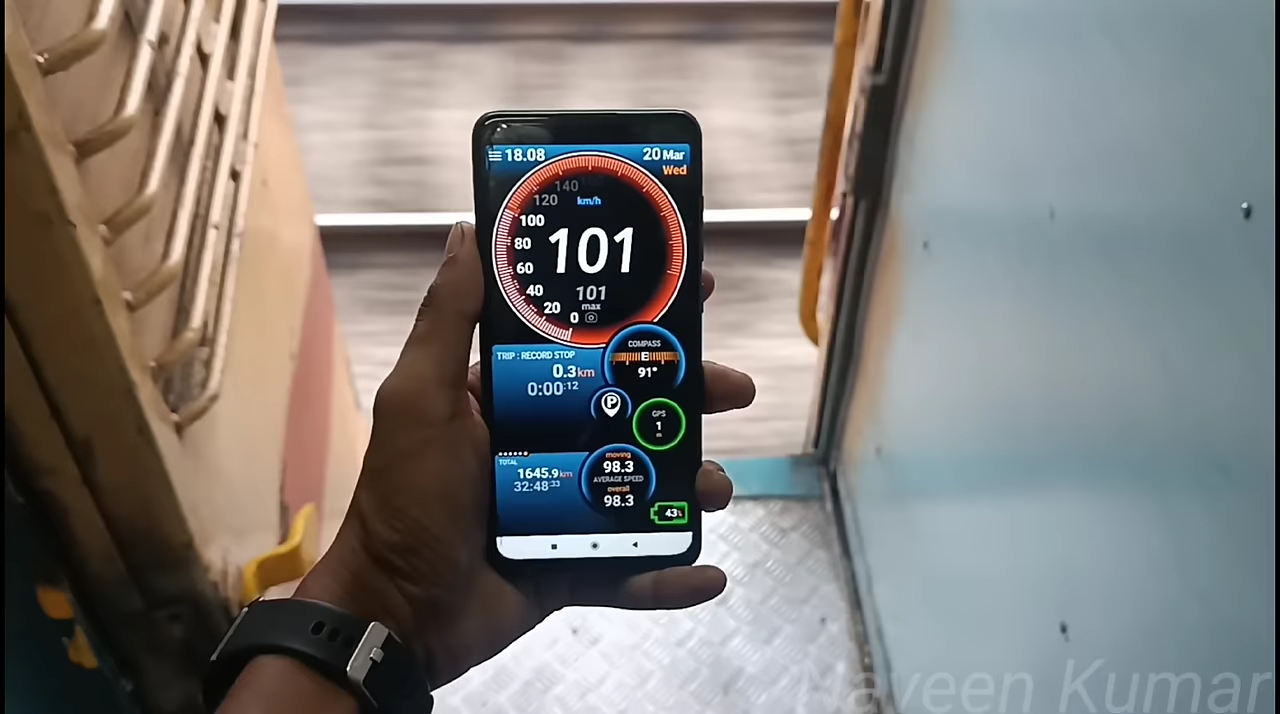 18.08
20 Mar
Wed
140
120
km/h
100
80
101
60
40
101
20
max
0
COMPASS
E
91°
TRIP : RECORD STOP
0.3km
0:00:12
P
GPS
1
m
TOTAL
1645.9km
32:48:33
moving
98.3
AVERAGE SPEED
overall
98.3
43%
Naveen Kumar